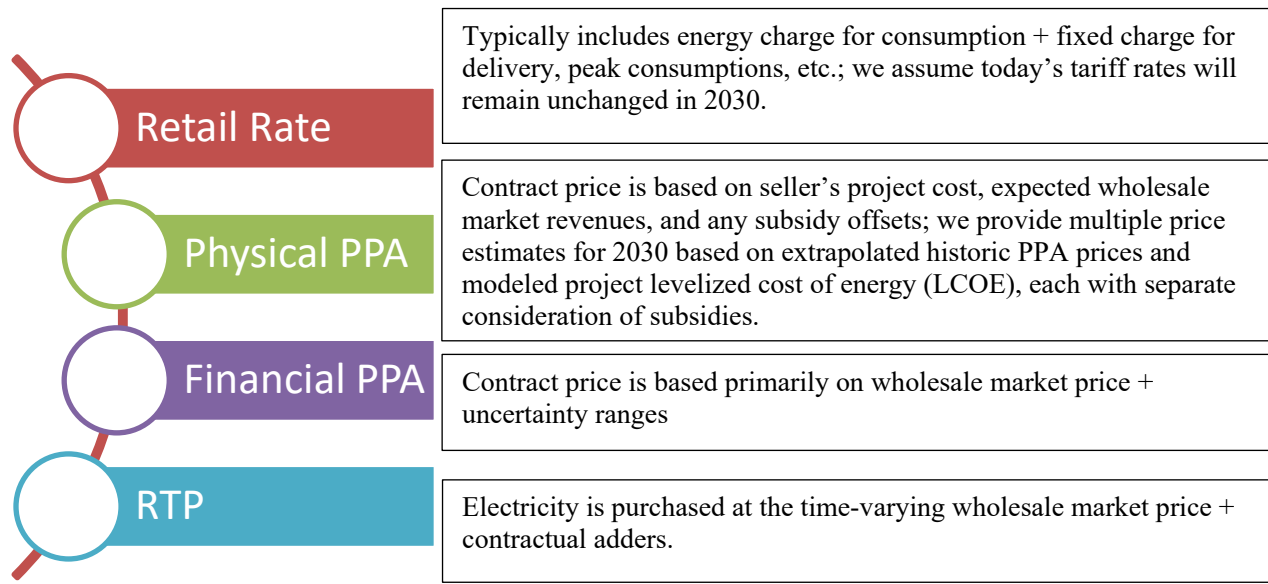 Retail Rate
Typically includes energy charge for consumption + fixed charge for
delivery, peak consumptions, etc.; we assume today’s tariff rates will
remain unchanged in 2030.
Physical PPA
Contract price is based on seller’s project cost, expected wholesale
market revenues, and any subsidy offsets; we provide multiple price
estimates for 2030 based on extrapolated historic PPA prices and
modeled project levelized cost of energy (LCOE), each with separate
consideration of subsidies.
Financial PPA
Contract price is based primarily on wholesale market price +
uncertainty ranges
RTP
Electricity is purchased at the time-varying wholesale market price +
contractual adders.